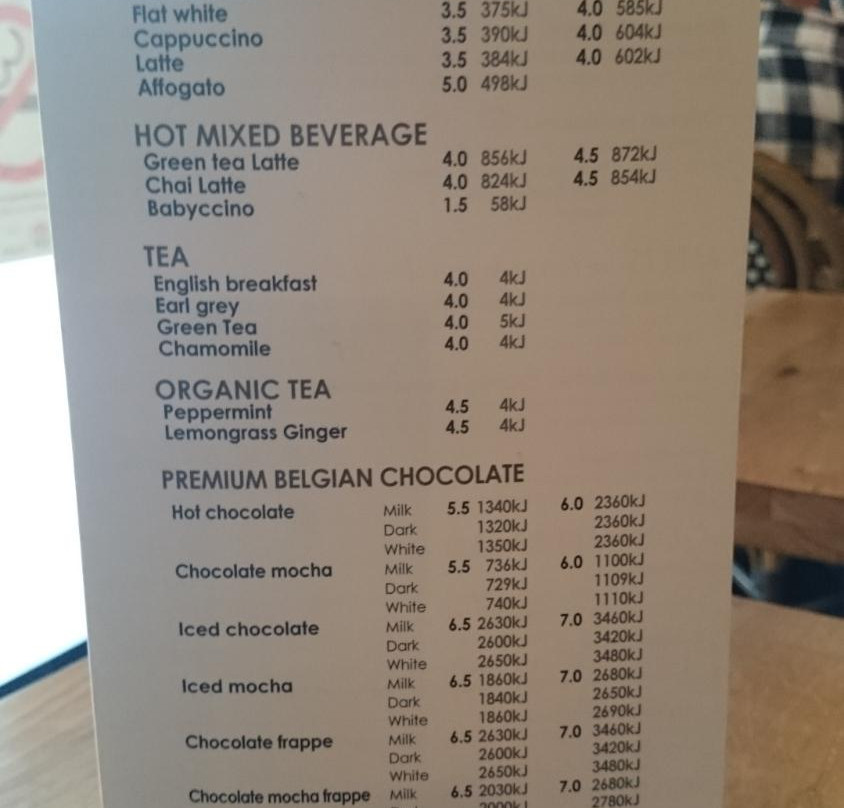 Flat white 3.5 375kJ 4.0 585kJ
Cappuccino 3.5 390kJ 4.0 604kJ
Latte 3.5 384kJ 4.0 602kJ
Affogato 5.0 498kJ
HOT MIXED BEVERAGE
Green tea Latte 4.0 856kJ 4.5 872kJ
Chai Latte 4.0 824kJ 4.5 854kJ
Babyccino 1.5 58kJ
TEA
English breakfast 4.0 4kJ
Earl grey 4.0 4kJ
Green Tea 4.0 5kJ
Chamomile 4.0 4kJ
ORGANIC TEA
Peppermint 4.5 4kJ
Lemongrass Ginger 4.5 4kJ
PREMIUM BELGIAN CHOCOLATE
Hot chocolate Milk 5.5 1340kJ 6.0 2360kJ
Dark 1320kJ 2360kJ
White 1350kJ 2360kJ
Chocolate mocha Milk 5.5 736kJ 6.0 1100kJ
Dark 729kJ 1109kJ
White 740kJ 1110kJ
Iced chocolate Milk 6.5 2630kJ 7.0 3460kJ
Dark 2600kJ 3420kJ
White 2650kJ 3480kJ
Iced mocha Milk 6.5 1860kJ 7.0 2680kJ
Dark 1840kJ 2650kJ
White 1860kJ 2690kJ
Chocolate frappe Milk 6.5 2630kJ 7.0 3460kJ
Dark 2600kJ 3420kJ
White 2650kJ 3480kJ
Chocolate mocha frappe Milk 6.5 2030kJ 7.0 2680kJ
2780kJ